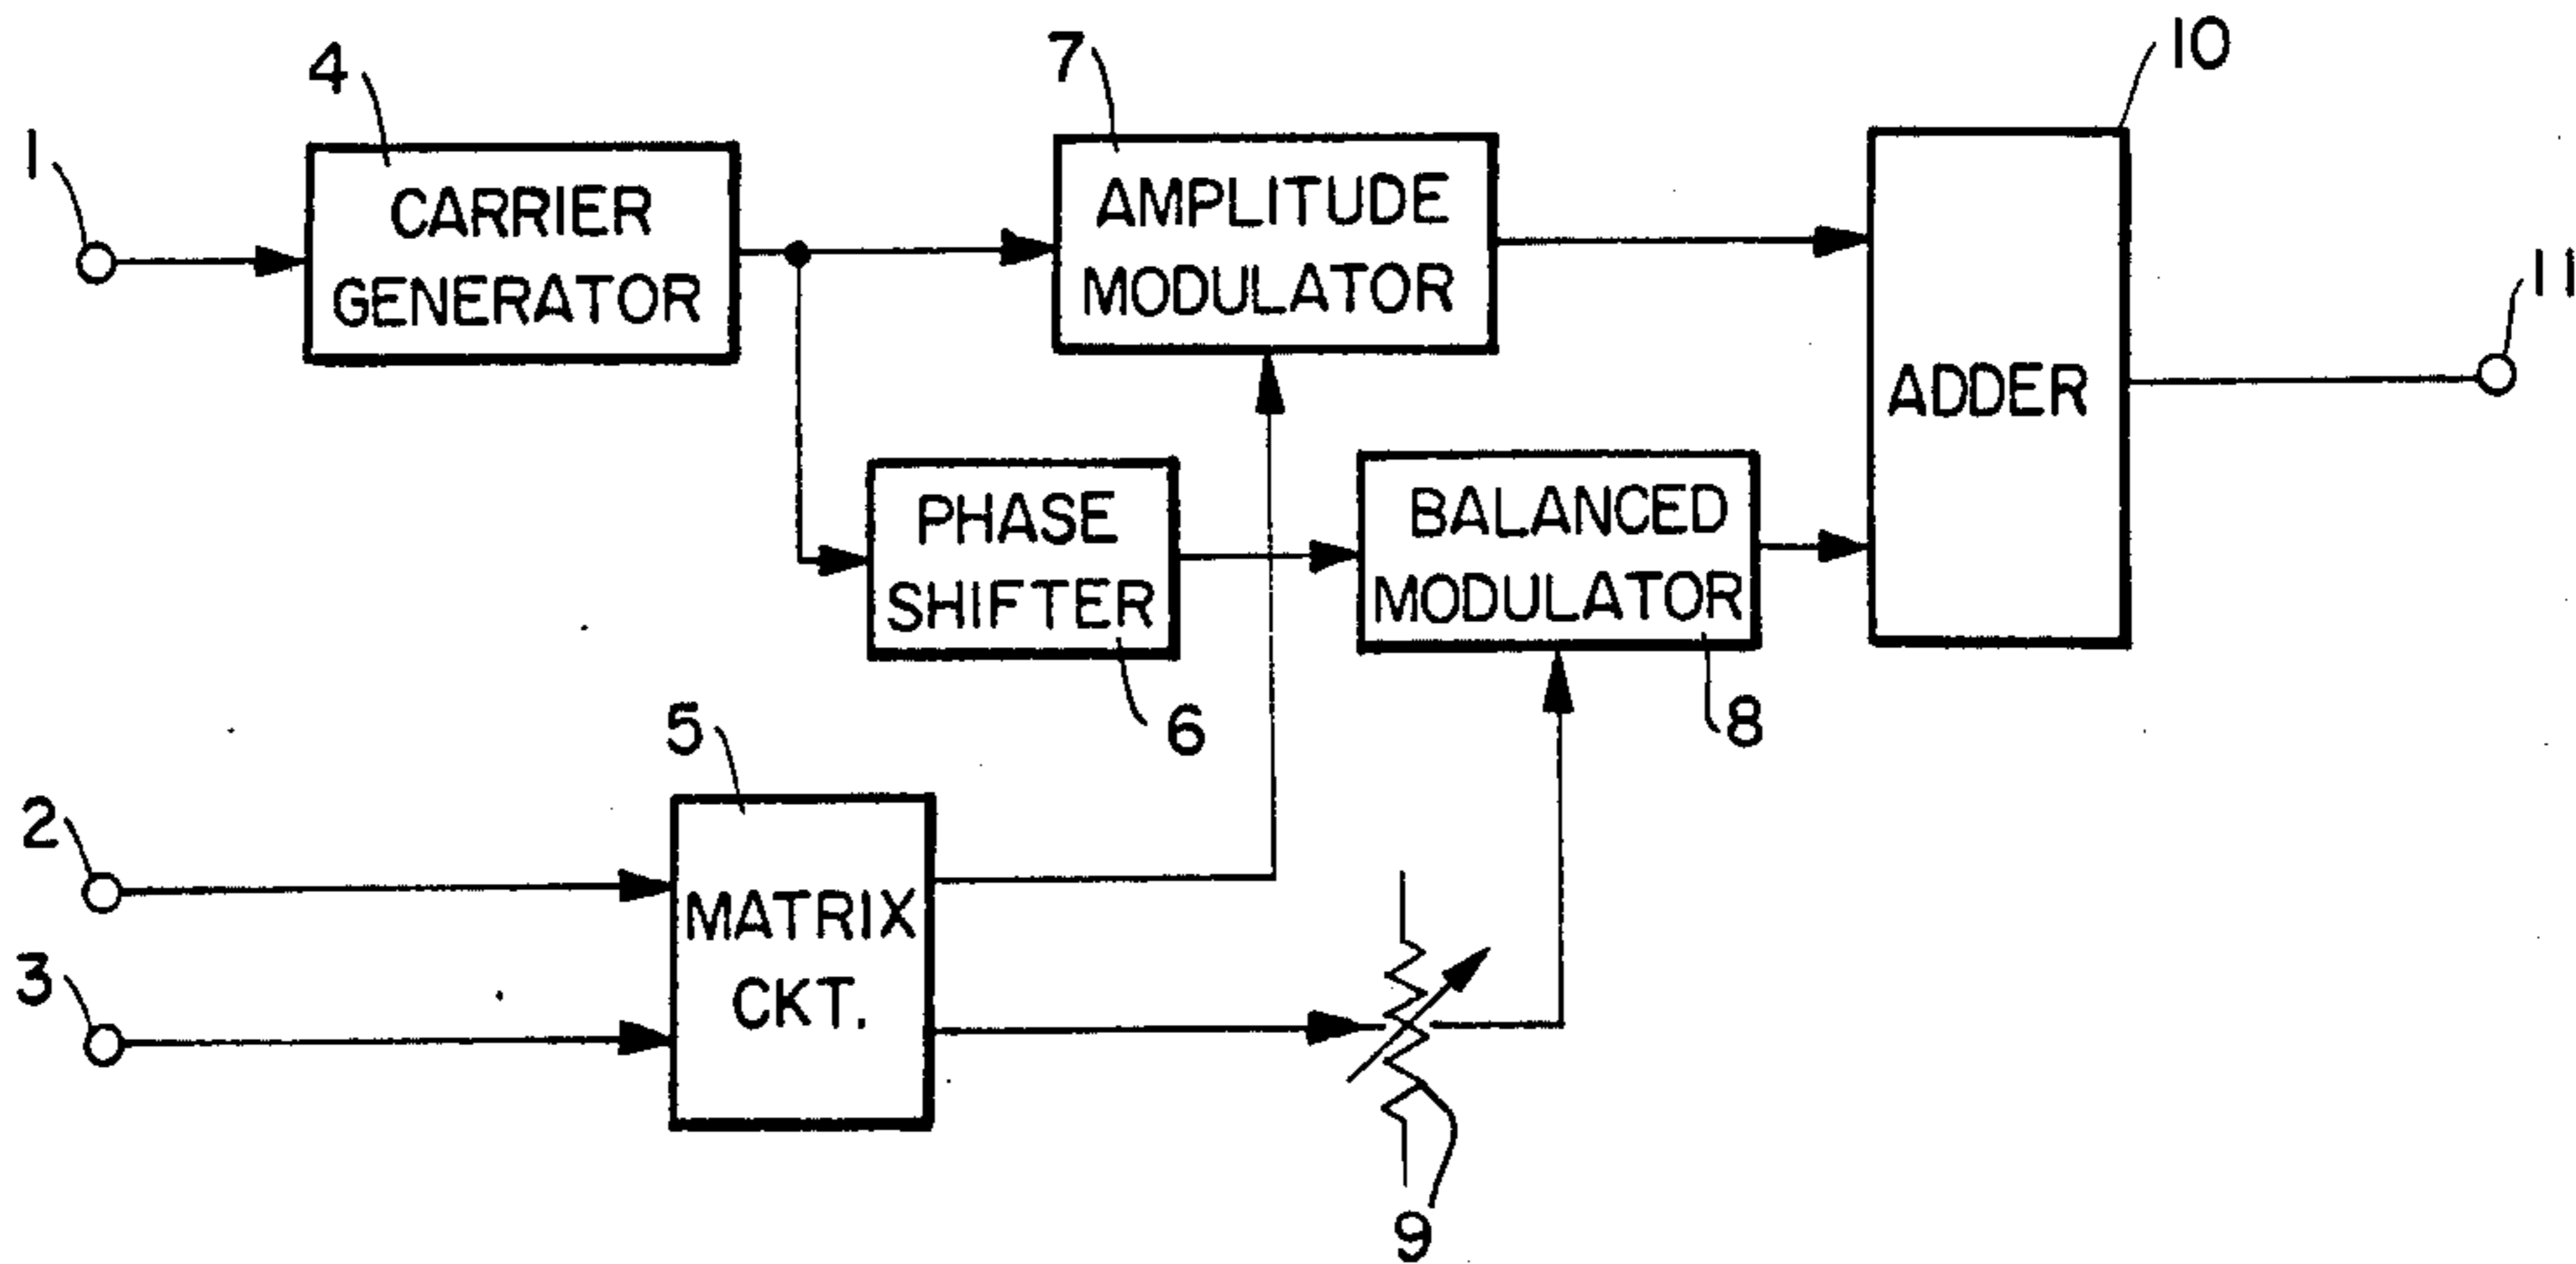 1
4
CARRIER
GENERATOR
7
AMPLITUDE
MODULATOR
10
ADDER
11
PHASE
SHIFTER
6
BALANCED
MODULATOR
8
2
3
5
MATRIX
CKT.
9